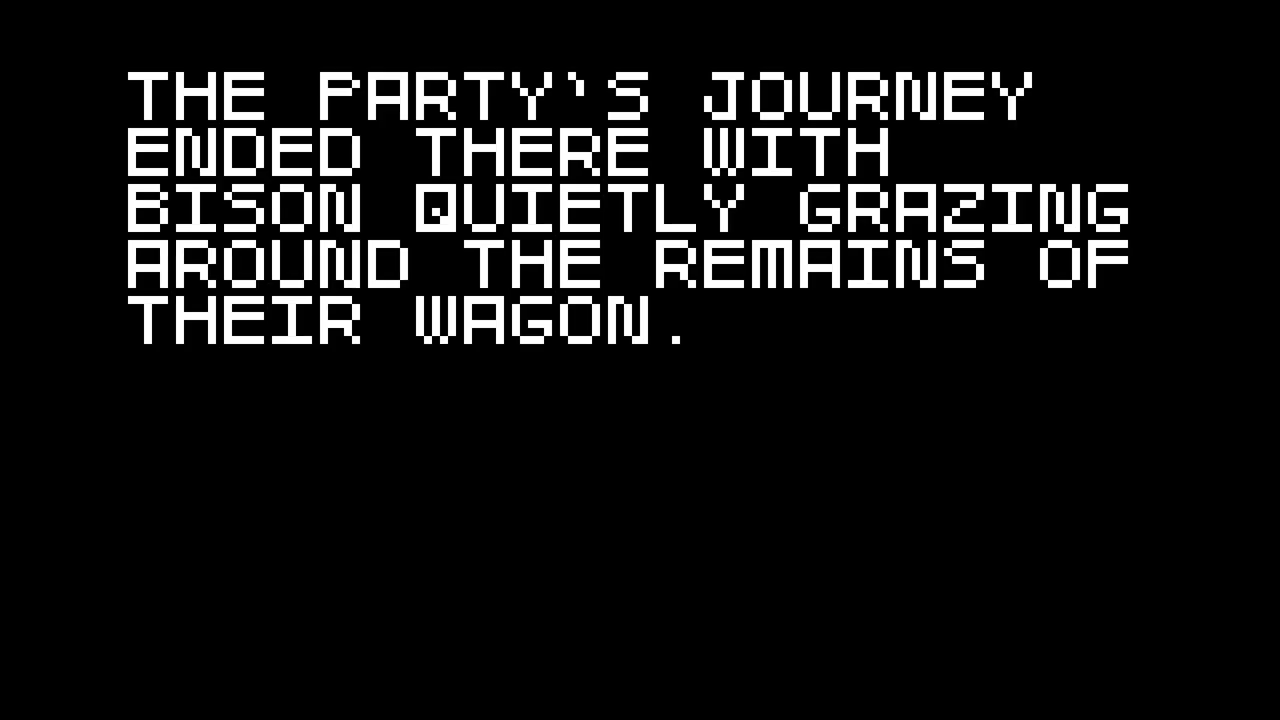 THE PARTY'S JOURNEY
ENDED THERE WITH
BISON QUIETLY GRAZING
AROUND THE REMAINS OF
THEIR WAGON.